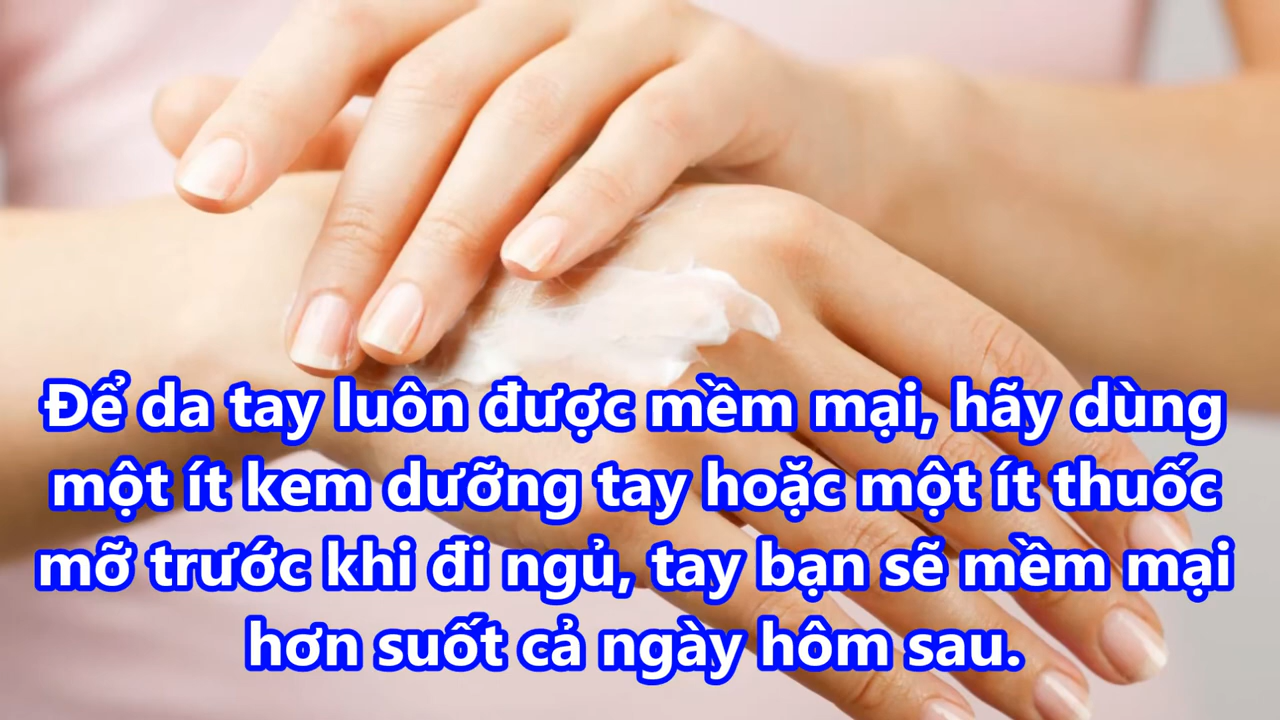 Để da tay luôn được mềm mại, hãy dùng
một ít kem dưỡng tay hoặc một ít thuốc
mỡ trước khi đi ngủ, tay bạn sẽ mềm mại
hơn suốt cả ngày hôm sau.